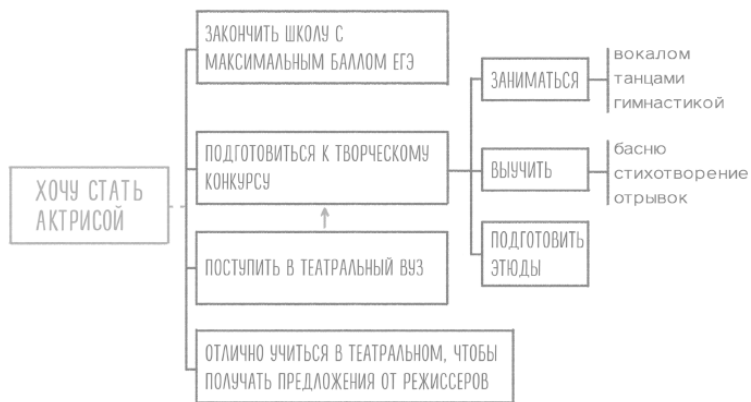 ХОЧУ СТАТЬ
АКТРИСОЙ
ЗАКОНЧИТЬ ШКОЛУ С
МАКСИМАЛЬНЫМ БАЛЛОМ ЕГЭ
ПОДГОТОВИТЬСЯ К ТВОРЧЕСКОМУ
КОНКУРСУ
ПОСТУПИТЬ В ТЕАТРАЛЬНЫЙ ВУЗ
ОТЛИЧНО УЧИТЬСЯ В ТЕАТРАЛЬНОМ, ЧТОБЫ
ПОЛУЧАТЬ ПРЕДЛОЖЕНИЯ ОТ РЕЖИССЕРОВ
ЗАНИМАТЬСЯ
вокалом
танцами
гимнастикой
ВЫУЧИТЬ
басню
стихотворение
отрывок
ПОДГОТОВИТЬ
ЭТЮДЫ